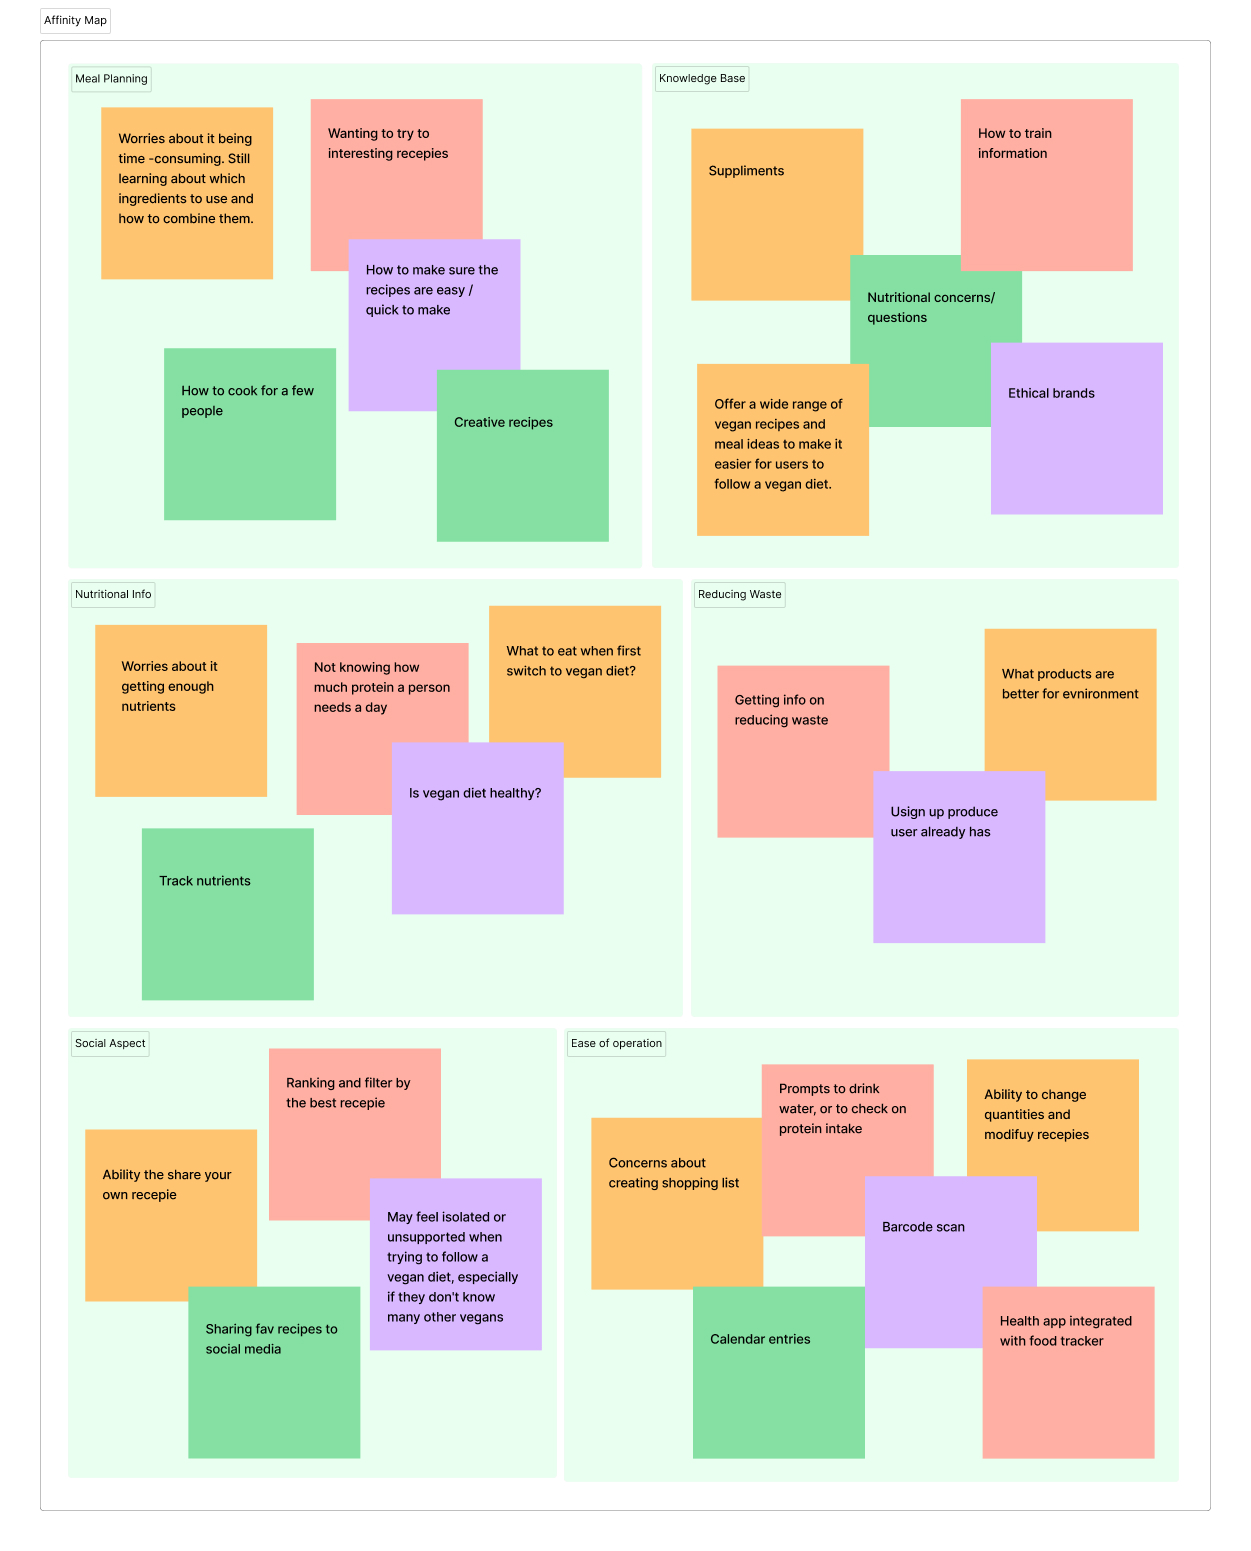 Affinity Map
Meal Planning
Worries about it being
time -consuming. Still
learning about which
ingredients to use and
how to combine them.
Wanting to try to
interesting recepies
How to make sure the
recipes are easy /
quick to make
How to cook for a few
people
Creative recipes
Knowledge Base
Suppliments
How to train
information
Nutritional concerns/
questions
Offer a wide range of
vegan recipes and
meal ideas to make it
easier for users to
follow a vegan diet.
Ethical brands
Nutritional Info
Worries about it
getting enough
nutrients
Not knowing how
much protein a person
needs a day
What to eat when first
switch to vegan diet?
Is vegan diet healthy?
Track nutrients
Reducing Waste
Getting info on
reducing waste
What products are
better for evnironment
Usign up produce
user already has
Social Aspect
Ranking and filter by
the best recepie
Ability the share your
own recepie
May feel isolated or
unsupported when
trying to follow a
vegan diet, especially
if they don't know
many other vegans
Sharing fav recipes to
social media
Ease of operation
Concerns about
creating shopping list
Prompts to drink
water, or to check on
protein intake
Ability to change
quantities and
modifuy recepies
Barcode scan
Calendar entries
Health app integrated
with food tracker